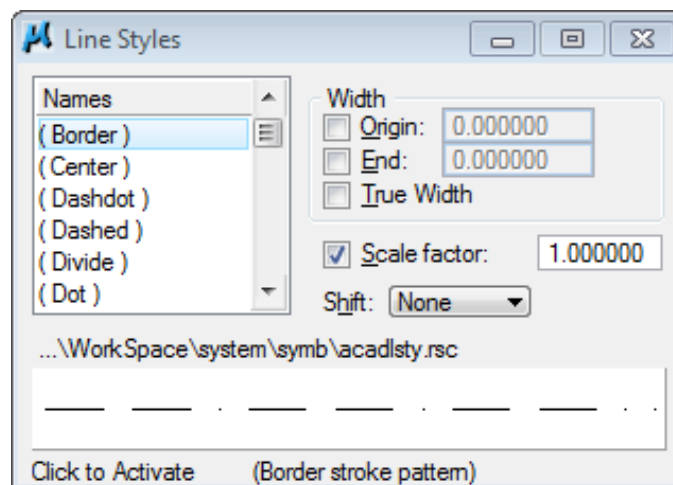 Line Styles
Names
( Border )
( Center )
( Dashdot )
( Dashed )
( Divide )
( Dot )
Width
Origin: 0.000000
End: 0.000000
True Width
Scale factor: 1.000000
Shift: None
...\WorkSpace\system\symb\acadlsty.rsc
Click to Activate (Border stroke pattern)